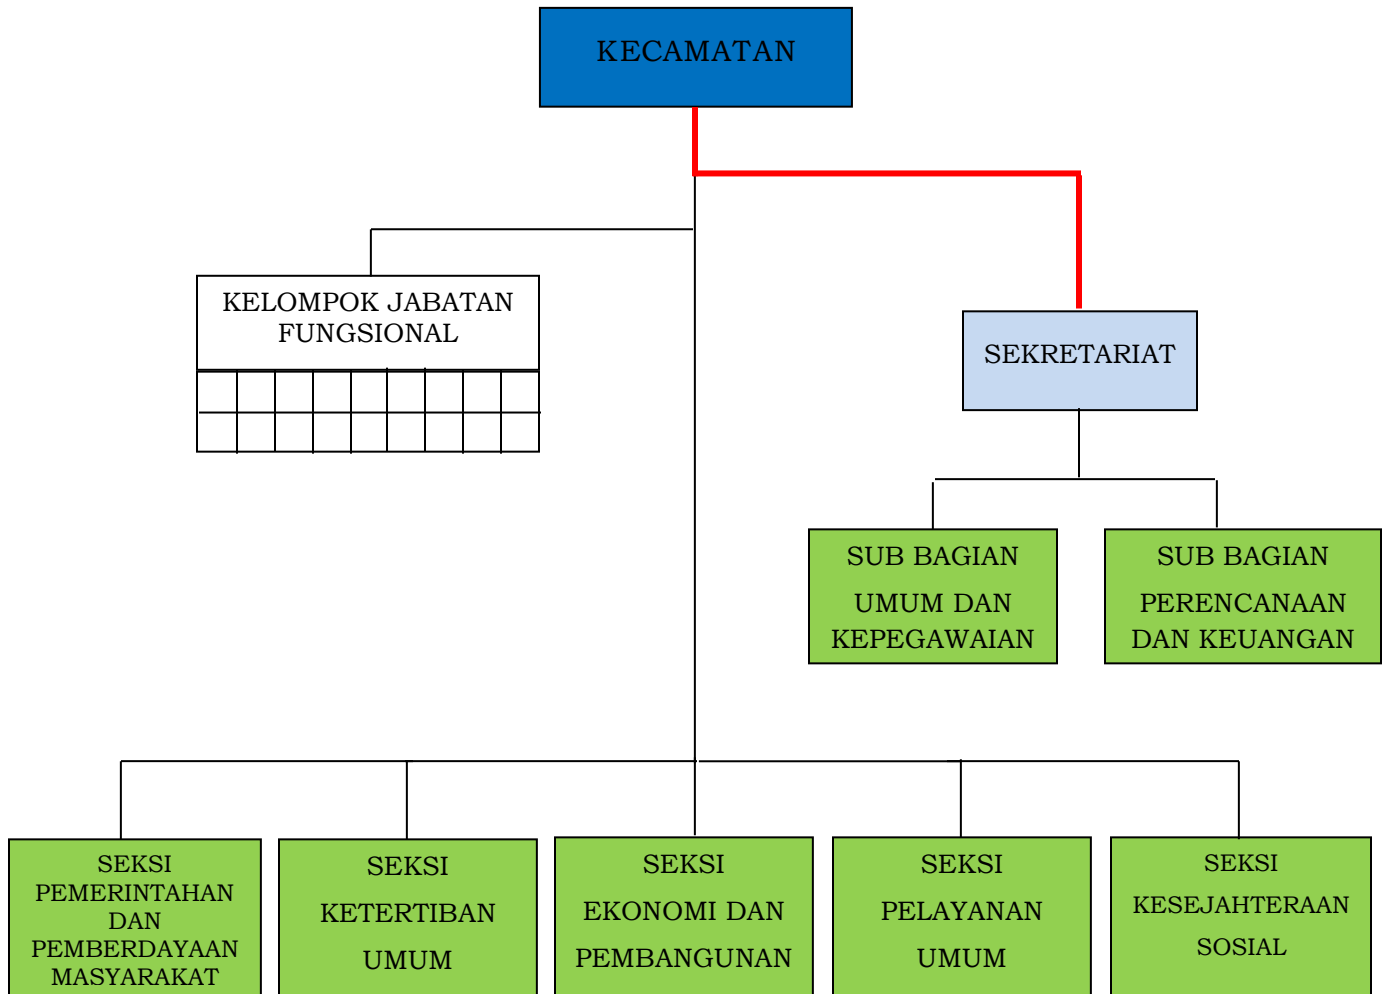 KECAMATAN
KELOMPOK JABATAN
FUNGSIONAL
SEKRETARIAT
SUB BAGIAN
UMUM DAN
KEPEGAWAIAN
SUB BAGIAN
PERENCANAAN
DAN KEUANGAN
SEKSI
PEMERINTAHAN
DAN
PEMBERDAYAAN
MASYARAKAT
SEKSI
KETERTIBAN
UMUM
SEKSI
EKONOMI DAN
PEMBANGUNAN
SEKSI
PELAYANAN
UMUM
SEKSI
KESEJAHTERAAN
SOSIAL